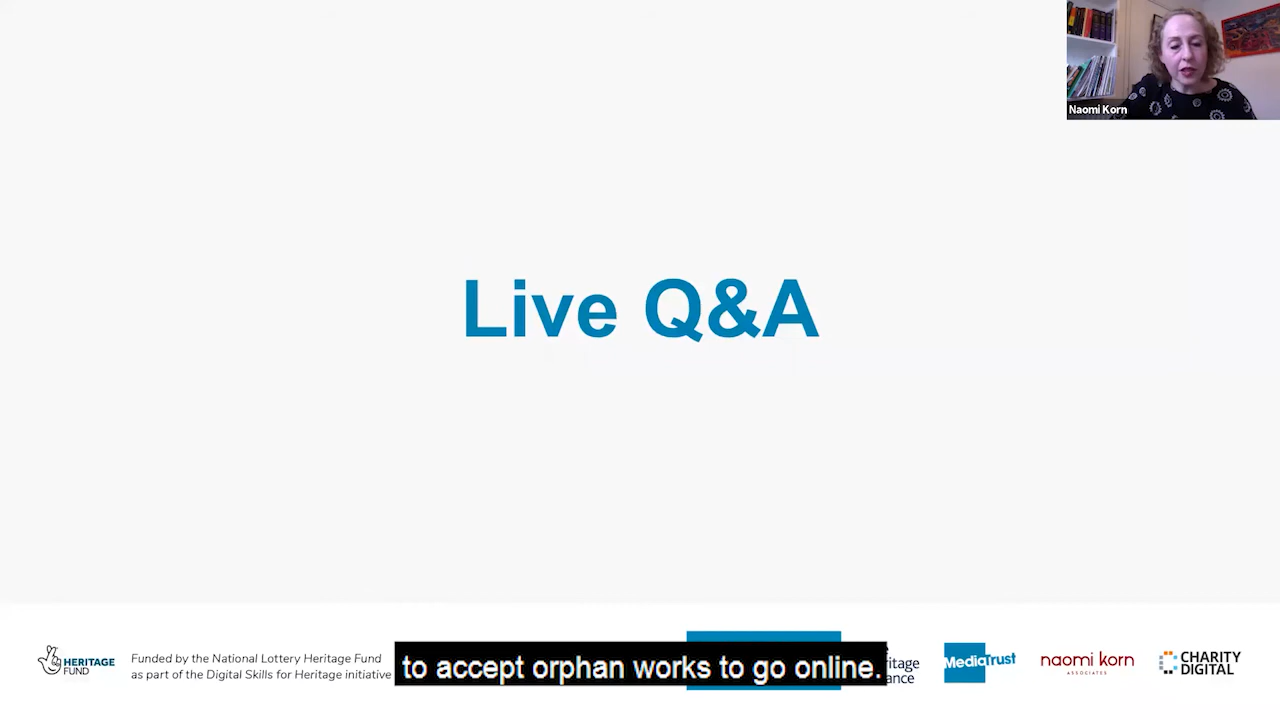 Naomi Korn
Live Q&A
HERITAGE
FUND
Funded by the National Lottery Heritage Fund
as part of the Digital Skills for Heritage initiative
to accept orphan works to go online.
MediaTrust
naomi korn
ASSOCIATES
CHARITY
DIGITAL